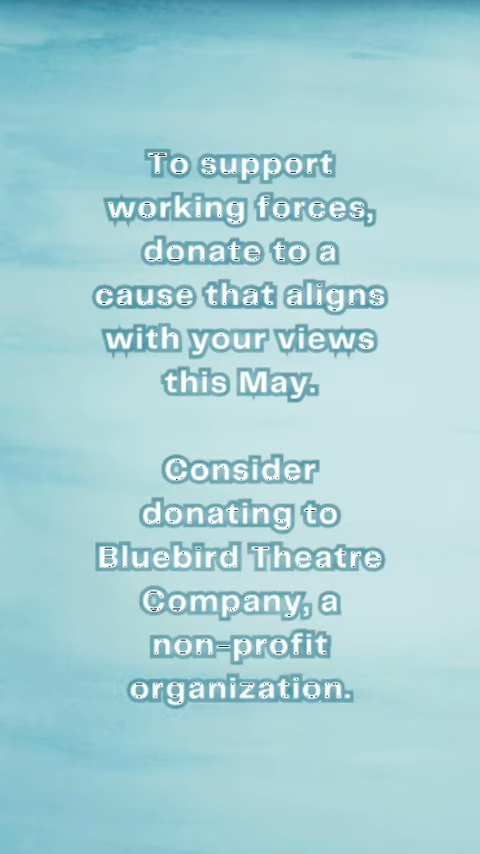 To support
working forces,
donate to a
cause that aligns
with your views
this May.
Consider
donating to
Bluebird Theatre
Company, a
non-profit
organization.